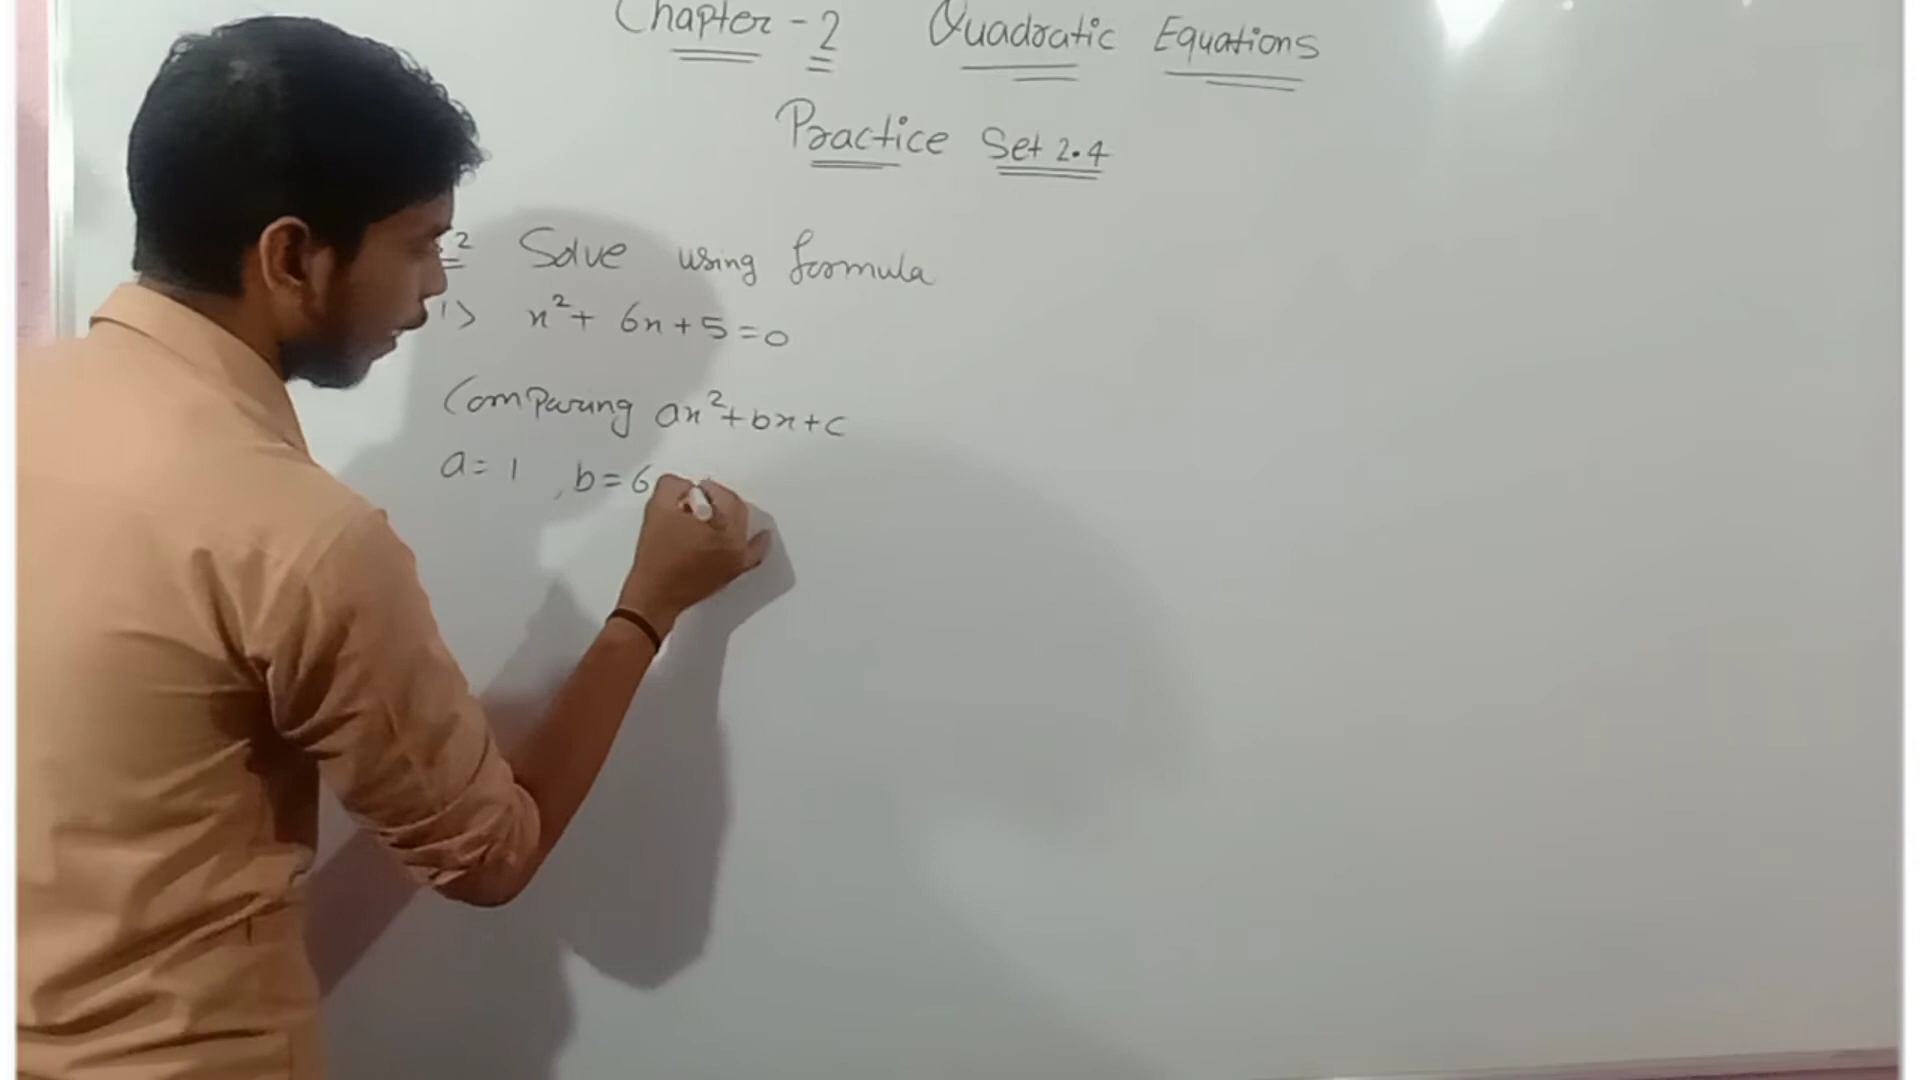 Chapter - 2 Quadratic Equations
Practice Set 2.4
2 Solve using formula
1> x²+ 6x+5=0
Comparing ax²+bx+c
a= 1 , b=6